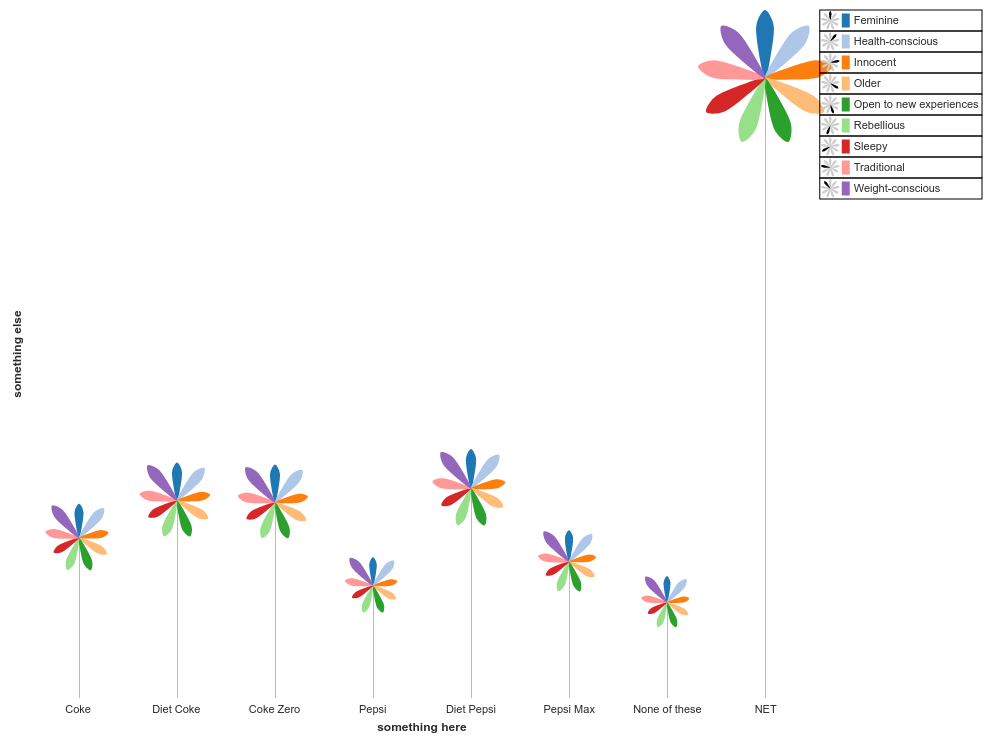 Feminine
Health-conscious
Innocent
Older
Open to new experiences
Rebellious
Sleepy
Traditional
Weight-conscious
something else
Coke
Diet Coke
Coke Zero
Pepsi
Diet Pepsi
Pepsi Max
None of these
NET
something here